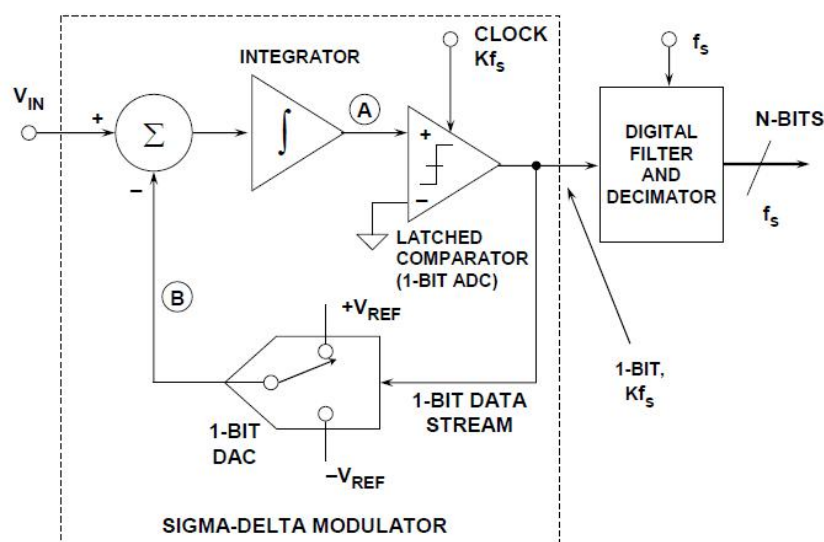 INTEGRATOR
CLOCK
Kfs
fs
VIN
+
Σ
−
∫
A
+
−
LATCHED
COMPARATOR
(1-BIT ADC)
DIGITAL
FILTER
AND
DECIMATOR
N-BITS
fs
B
+VREF
1-BIT
DAC
−VREF
1-BIT DATA
STREAM
1-BIT,
Kfs
SIGMA-DELTA MODULATOR